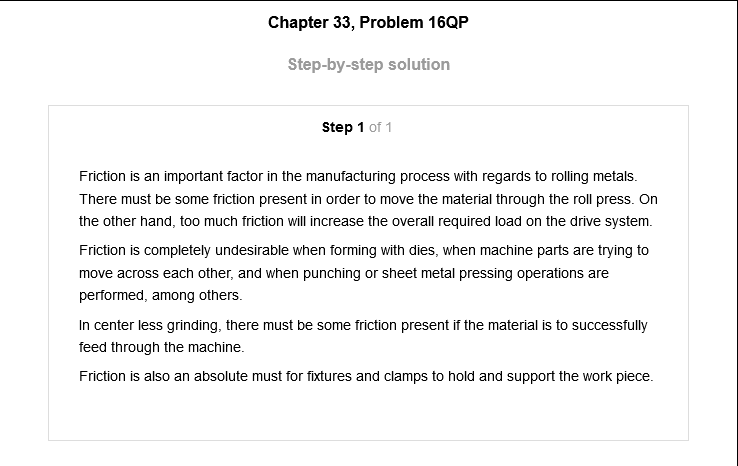 Chapter 33, Problem 16QP
Step-by-step solution
Step 1 of 1
Friction is an important factor in the manufacturing process with regards to rolling metals.
There must be some friction present in order to move the material through the roll press. On
the other hand, too much friction will increase the overall required load on the drive system.
Friction is completely undesirable when forming with dies, when machine parts are trying to
move across each other, and when punching or sheet metal pressing operations are
performed, among others.
In center less grinding, there must be some friction present if the material is to successfully
feed through the machine.
Friction is also an absolute must for fixtures and clamps to hold and support the work piece.